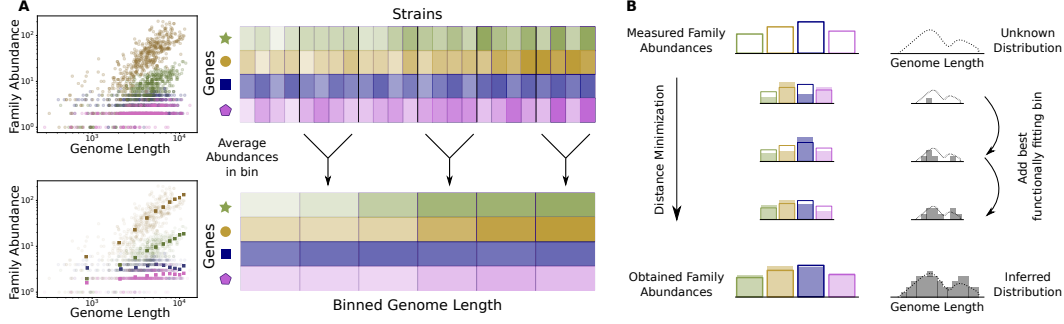 A
Family Abundance
10²
10¹
10⁰
10³
10⁴
Genome Length
Strains
Genes
Average
Abundances
in bin
Family Abundance
10²
10¹
10⁰
10³
10⁴
Genome Length
Genes
Binned Genome Length
B
Measured Family
Abundances
Genome Length
Unknown
Distribution
Distance Minimization
Add best
functionally fitting bin
Obtained Family
Abundances
Genome Length
Inferred
Distribution